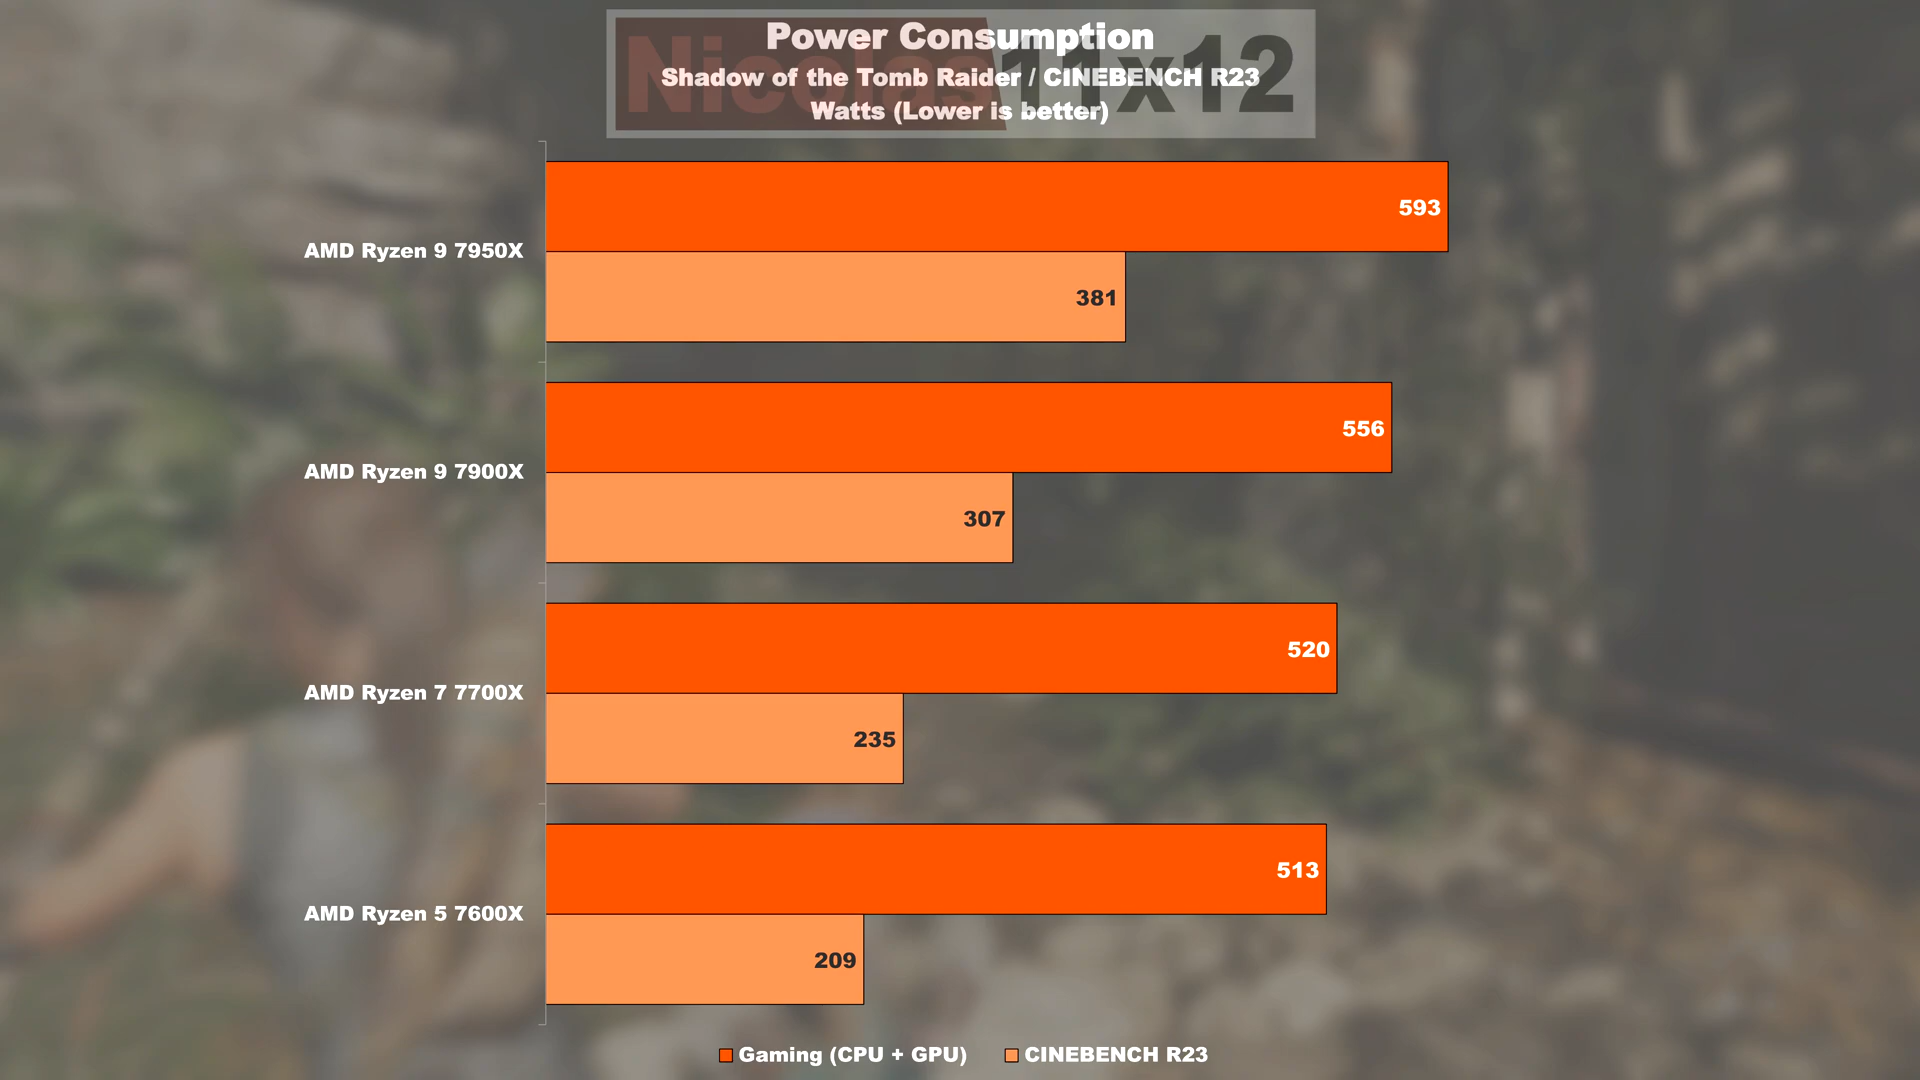 Nicolas11x12
Power Consumption
Shadow of the Tomb Raider / CINEBENCH R23
Watts (Lower is better)
593
AMD Ryzen 9 7950X
381
556
AMD Ryzen 9 7900X
307
520
AMD Ryzen 7 7700X
235
513
AMD Ryzen 5 7600X
209
Gaming (CPU + GPU)
CINEBENCH R23